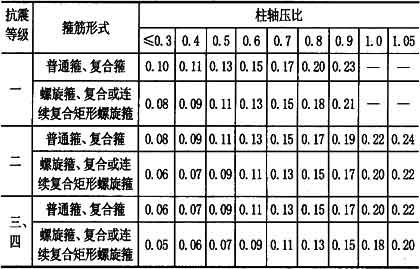 抗震等级 箍筋形式 柱轴压比
≤0.3 0.4 0.5 0.6 0.7 0.8 0.9 1.0 1.05
一 普通箍、复合箍 0.10 0.11 0.13 0.15 0.17 0.20 0.23 — —
螺旋箍、复合或连续复合矩形螺旋箍 0.08 0.09 0.11 0.13 0.15 0.18 0.21 — —
二 普通箍、复合箍 0.08 0.09 0.11 0.13 0.15 0.17 0.19 0.22 0.24
螺旋箍、复合或连续复合矩形螺旋箍 0.06 0.07 0.09 0.11 0.13 0.15 0.17 0.20 0.22
三、四 普通箍、复合箍 0.06 0.07 0.09 0.11 0.13 0.15 0.17 0.20 0.22
螺旋箍、复合或连续复合矩形螺旋箍 0.05 0.06 0.07 0.09 0.11 0.13 0.15 0.18 0.20